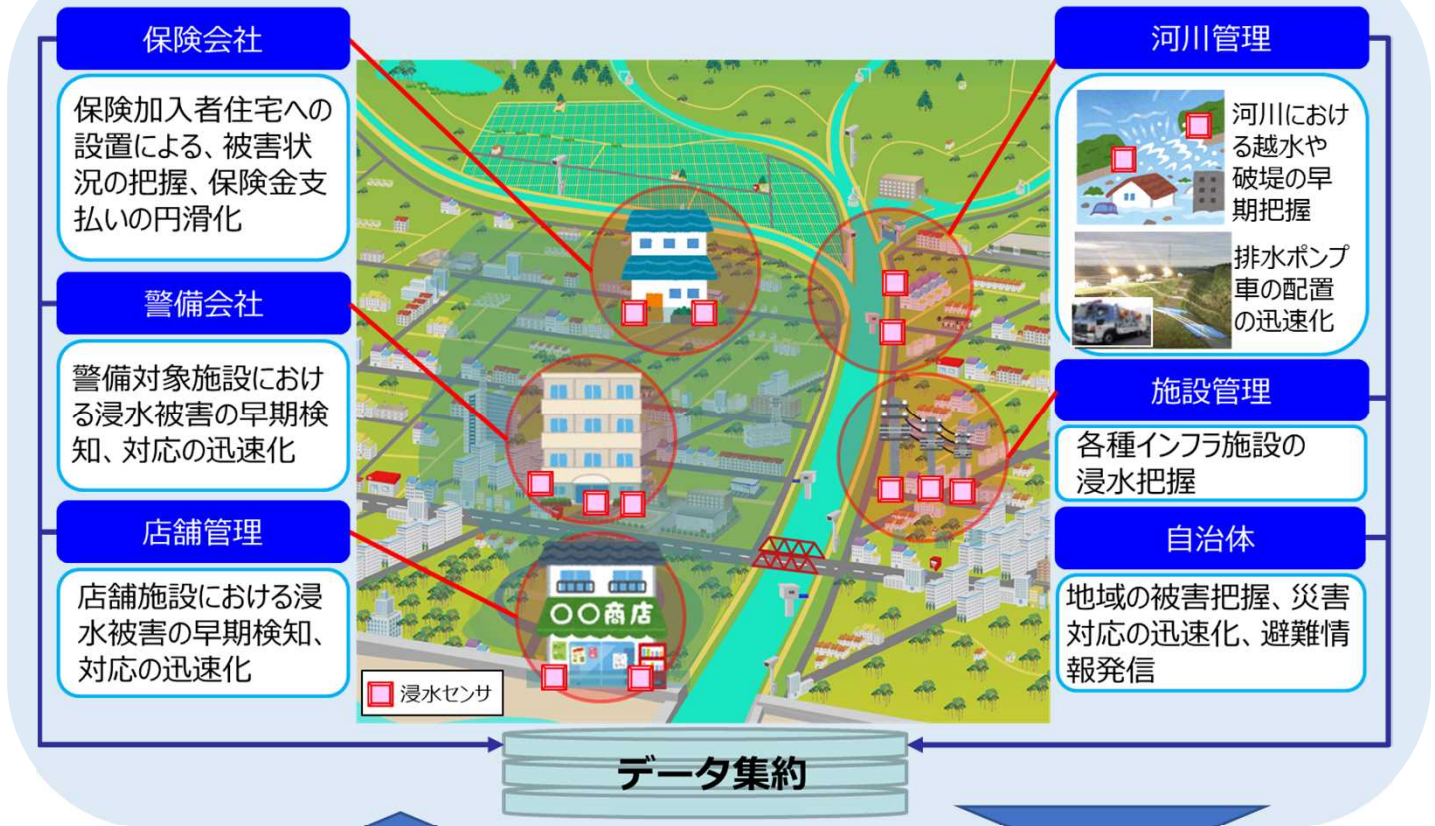 保険会社
保険加入者住宅への
設置による、被害状
況の把握、保険金支
払いの円滑化
警備会社
警備対象施設におけ
る浸水被害の早期検
知、対応の迅速化
店舗管理
店舗施設における浸
水被害の早期検知、
対応の迅速化
〇〇商店
浸水センサ
河川管理
河川におけ
る越水や
破堤の早
期把握
排水ポンプ
車の配置
の迅速化
施設管理
各種インフラ施設の
浸水把握
自治体
地域の被害把握、災害
対応の迅速化、避難情
報発信
データ集約